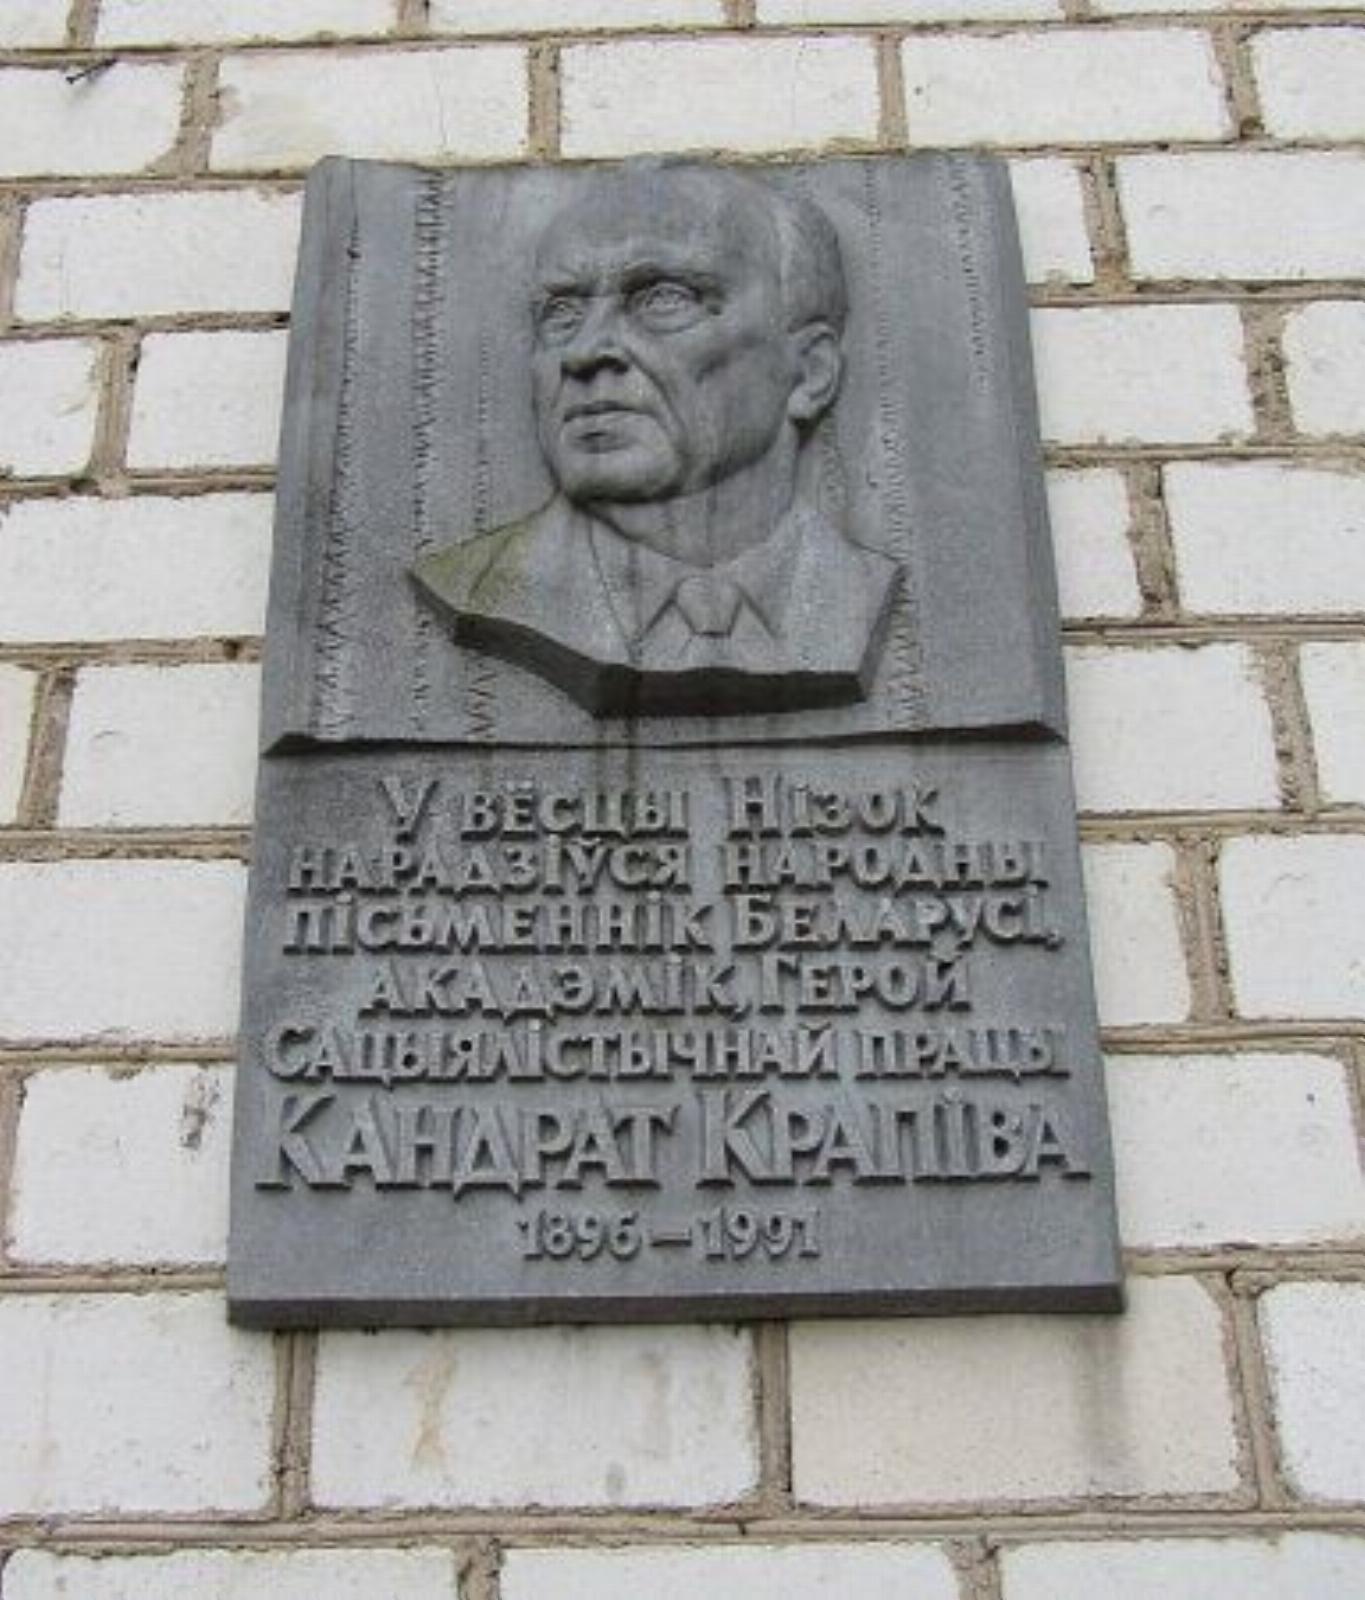 У вёсцы Нізок
нарадзіўся народны
пісьменнік Беларусі,
акадэмік, Герой
Сацыялістычнай працы
Кандрат Крапіва
1896–1991